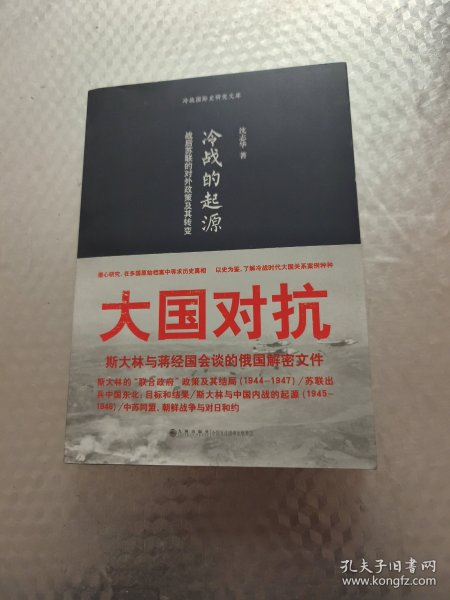 冷战国际史研究文库
沈志华 著
冷战的起源
战后苏联的对外政策及其转变
潜心研究,在多国原始档案中寻求历史真相 以史为鉴,了解冷战时代大国关系案例种种
大国对抗
斯大林与蒋经国会谈的俄国解密文件
斯大林的“联合政府”政策及其结局(1944—1947)/苏联出
兵中国东北:目标和结果/斯大林与中国内战的起源(1945—
1946)/中苏同盟、朝鲜战争与对日和约
九州出版社
孔夫子旧书网
www.kongfz.com